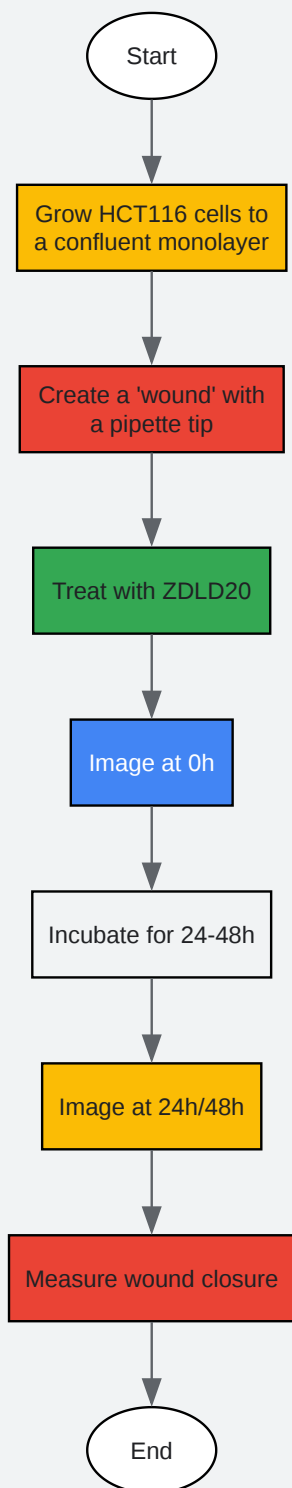 Start
Grow HCT116 cells to
a confluent monolayer
Create a 'wound' with
a pipette tip
Treat with ZDLD20
Image at 0h
Incubate for 24-48h
Image at 24h/48h
Measure wound closure
End